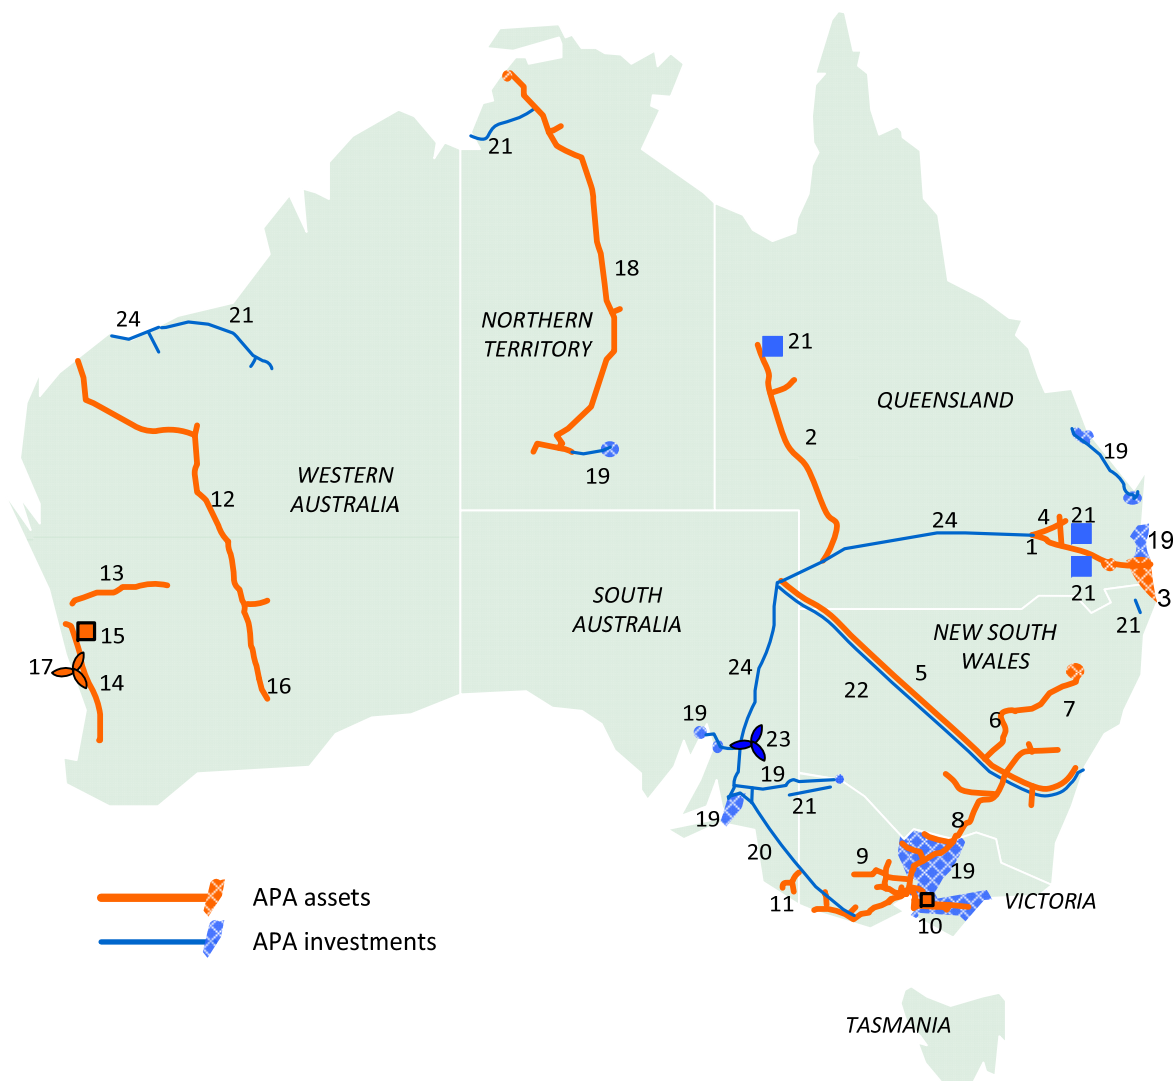 21
18
NORTHERN
TERRITORY
24
21
21
QUEENSLAND
2
19
WESTERN
AUSTRALIA
19
12
24
4
21
1
19
13
21
3
SOUTH
AUSTRALIA
21
15
NEW SOUTH
WALES
17
14
16
24
22
5
6
7
19
23
19
21
19
8
20
9
19
11
VICTORIA
10
APA assets
APA investments
TASMANIA